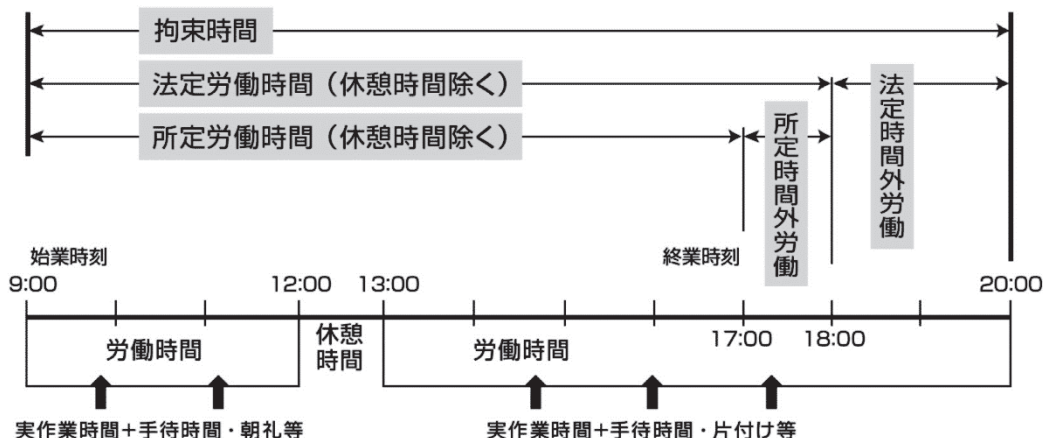 拘束時間
法定労働時間（休憩時間除く）
法定時間外労働
所定労働時間（休憩時間除く）
所定時間外労働
始業時刻
終業時刻
9:00
12:00
13:00
20:00
17:00
18:00
労働時間
休憩
時間
労働時間
実作業時間＋手待時間・朝礼等
実作業時間＋手待時間・片付け等